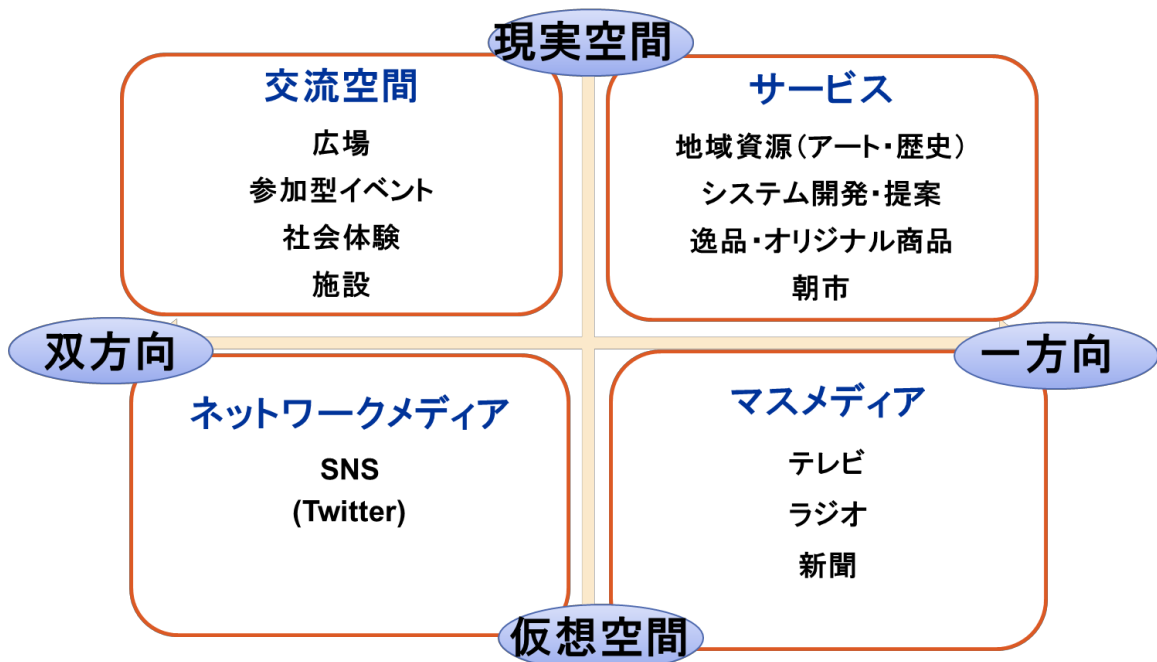 現実空間
交流空間
広場
参加型イベント
社会体験
施設
サービス
地域資源(アート・歴史)
システム開発・提案
逸品・オリジナル商品
朝市
双方向
一方向
ネットワークメディア
SNS
(Twitter)
マスメディア
テレビ
ラジオ
新聞
仮想空間